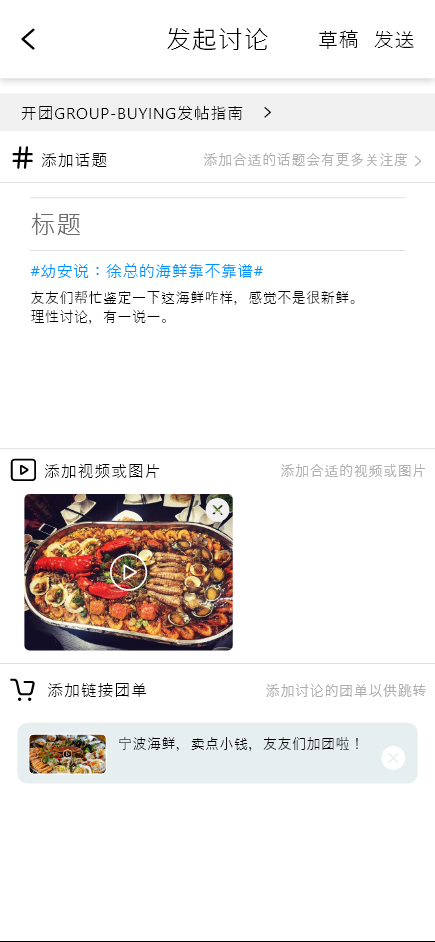 发起讨论 草稿 发送
开团GROUP-BUYING发帖指南
添加话题 添加合适的话题会有更多关注度
标题
#幼安说：徐总的海鲜靠不靠谱#
友友们帮忙鉴定一下这海鲜咋样，感觉不是很新鲜。
理性讨论，有一说一。
添加视频或图片 添加合适的视频或图片
添加链接团单 添加讨论的团单以供跳转
宁波海鲜，卖点小钱，友友们加团啦！